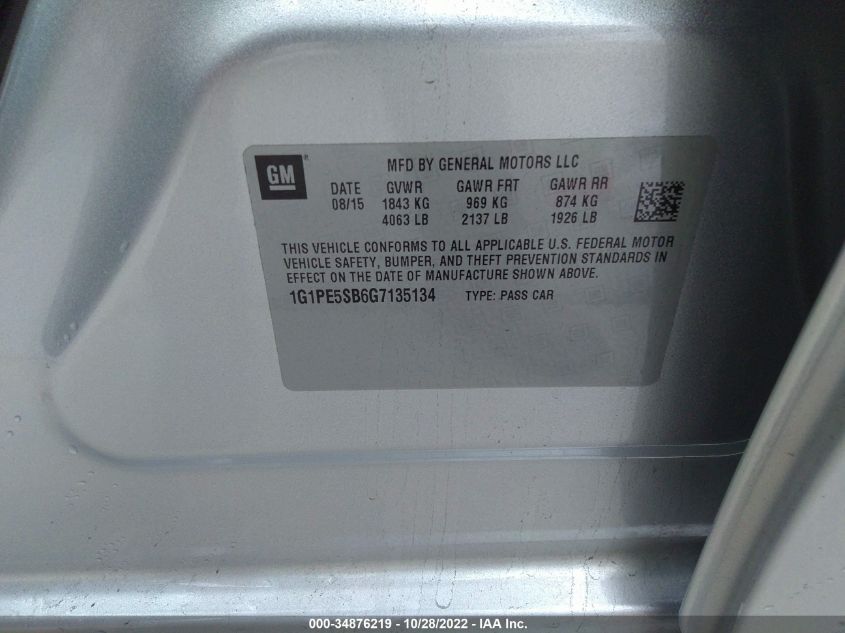 GM®
MFD BY GENERAL MOTORS LLC
DATE GVWR GAWR FRT GAWR RR
08/15 1843 KG 969 KG 874 KG
4063 LB 2137 LB 1926 LB
THIS VEHICLE CONFORMS TO ALL APPLICABLE U.S. FEDERAL MOTOR
VEHICLE SAFETY, BUMPER, AND THEFT PREVENTION STANDARDS IN
EFFECT ON THE DATE OF MANUFACTURE SHOWN ABOVE.
1G1PE5SB6G7135134 TYPE: PASS CAR
000-34876219 - 10/28/2022 - IAA Inc.